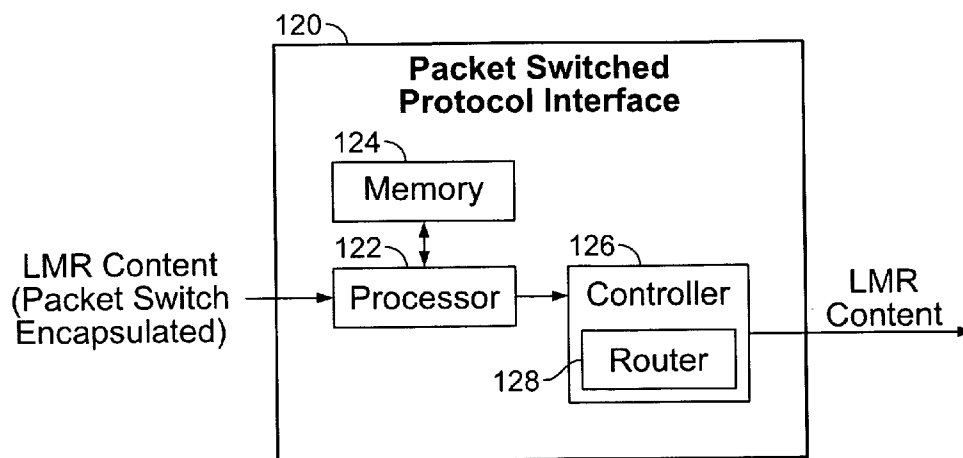 120
Packet Switched
Protocol Interface
124
Memory
122
Processor
126
Controller
128
Router
LMR Content
(Packet Switch
Encapsulated)
LMR
Content